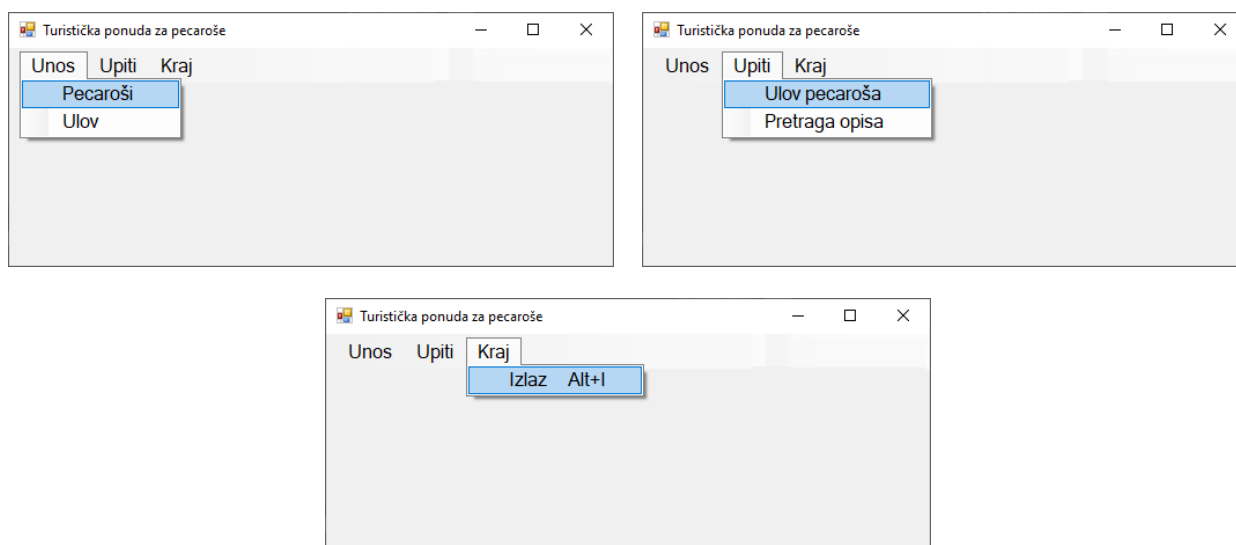 Turistička ponuda za pecaroše
Unos Upiti Kraj
Pecaroši
Ulov
Turistička ponuda za pecaroše
Unos Upiti Kraj
Ulov pecaroša
Pretraga opisa
Turistička ponuda za pecaroše
Unos Upiti Kraj
Izlaz Alt+I